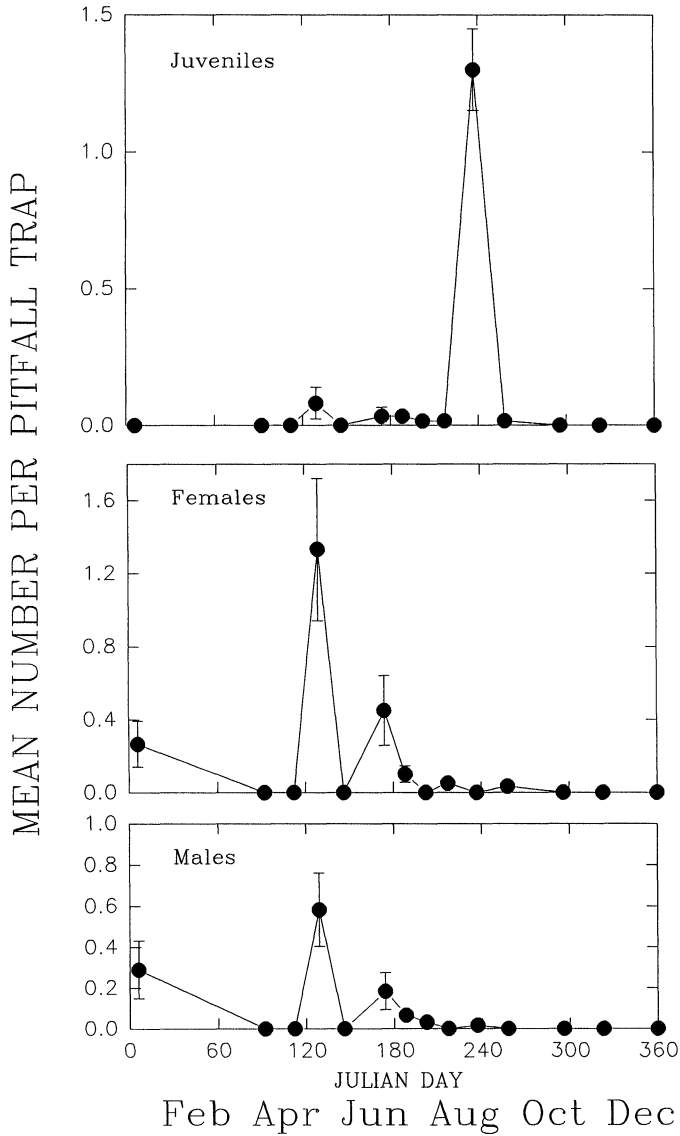 MEAN NUMBER PER PITFALL TRAP
Juveniles
1.5
1.0
0.5
0.0
Females
1.6
1.2
0.8
0.4
0.0
Males
1.0
0.8
0.6
0.4
0.2
0.0
0 60 120 180 240 300 360
JULIAN DAY
Feb Apr Jun Aug Oct Dec